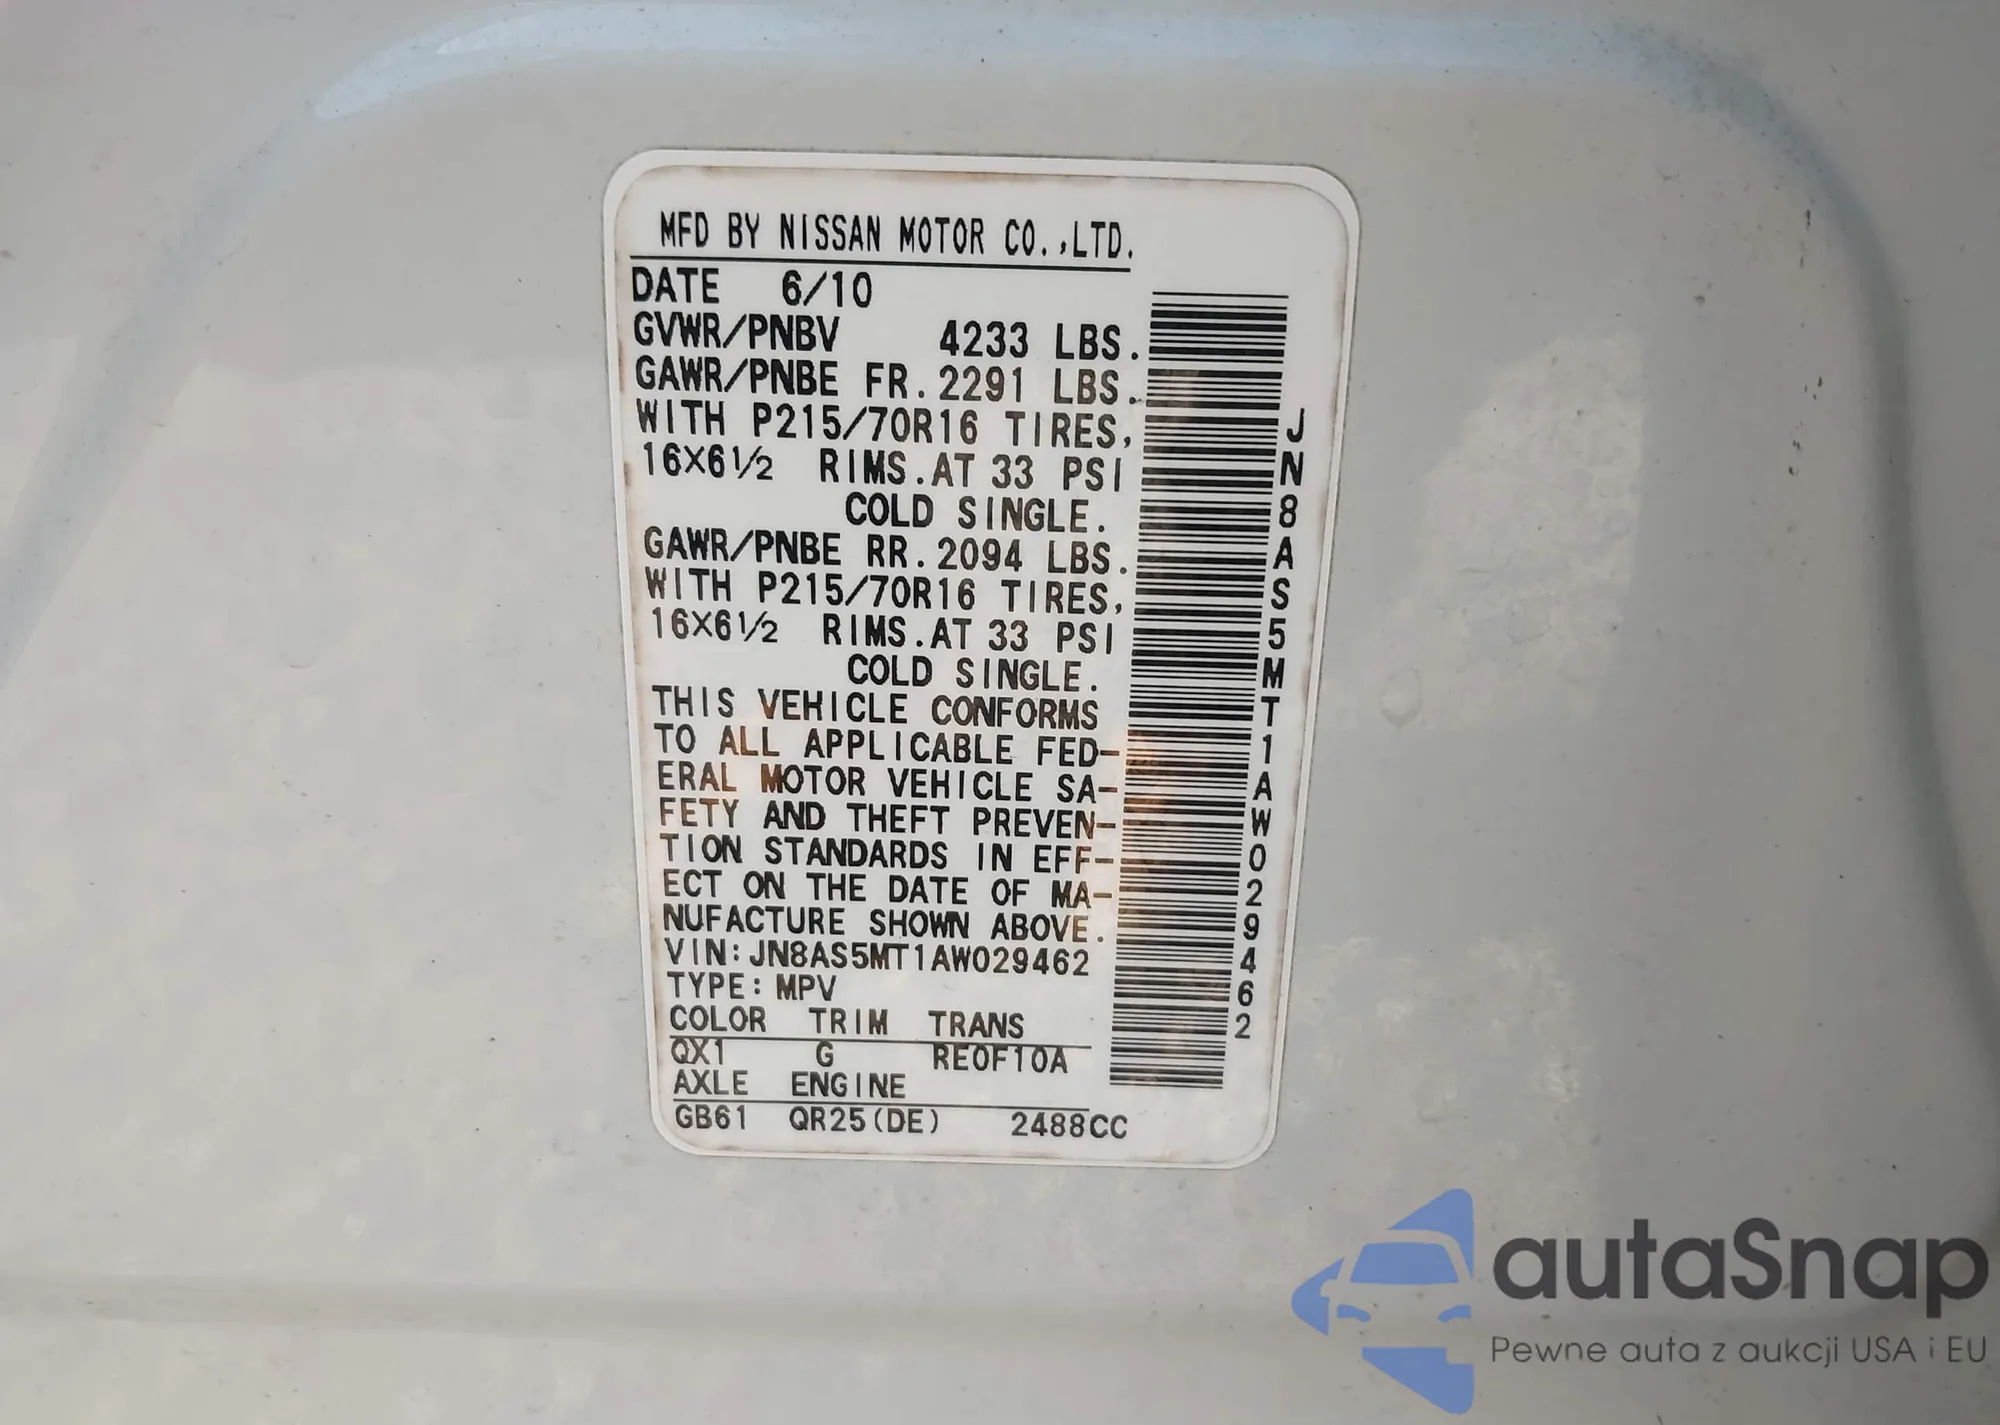 MFD BY NISSAN MOTOR CO.,LTD.
DATE 6/10
GVWR/PNBV 4233 LBS.
GAWR/PNBE FR.2291 LBS.
WITH P215/70R16 TIRES,
16X6½ RIMS.AT 33 PSI
COLD SINGLE.
GAWR/PNBE RR.2094 LBS.
WITH P215/70R16 TIRES,
16X6½ RIMS.AT 33 PSI
COLD SINGLE.
THIS VEHICLE CONFORMS
TO ALL APPLICABLE FED-
ERAL MOTOR VEHICLE SA-
FETY AND THEFT PREVEN-
TION STANDARDS IN EFF-
ECT ON THE DATE OF MA-
NUFACTURE SHOWN ABOVE.
VIN:JN8AS5MT1AW029462
TYPE:MPV
COLOR TRIM TRANS
QX1 G RE0F10A
AXLE ENGINE
GB61 QR25(DE) 2488CC
JN8AS5MT1AW029462
autaSnap
Pewne auta z aukcji USA i EU